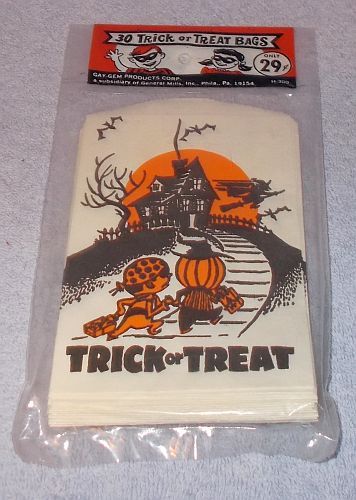 30 TRICK or TREAT BAGS
ONLY
29¢
GAY-GEM PRODUCTS CORP.
A subsidiary of General Mills, Inc., Phila., Pa. 19154
H-300
TRICK or TREAT